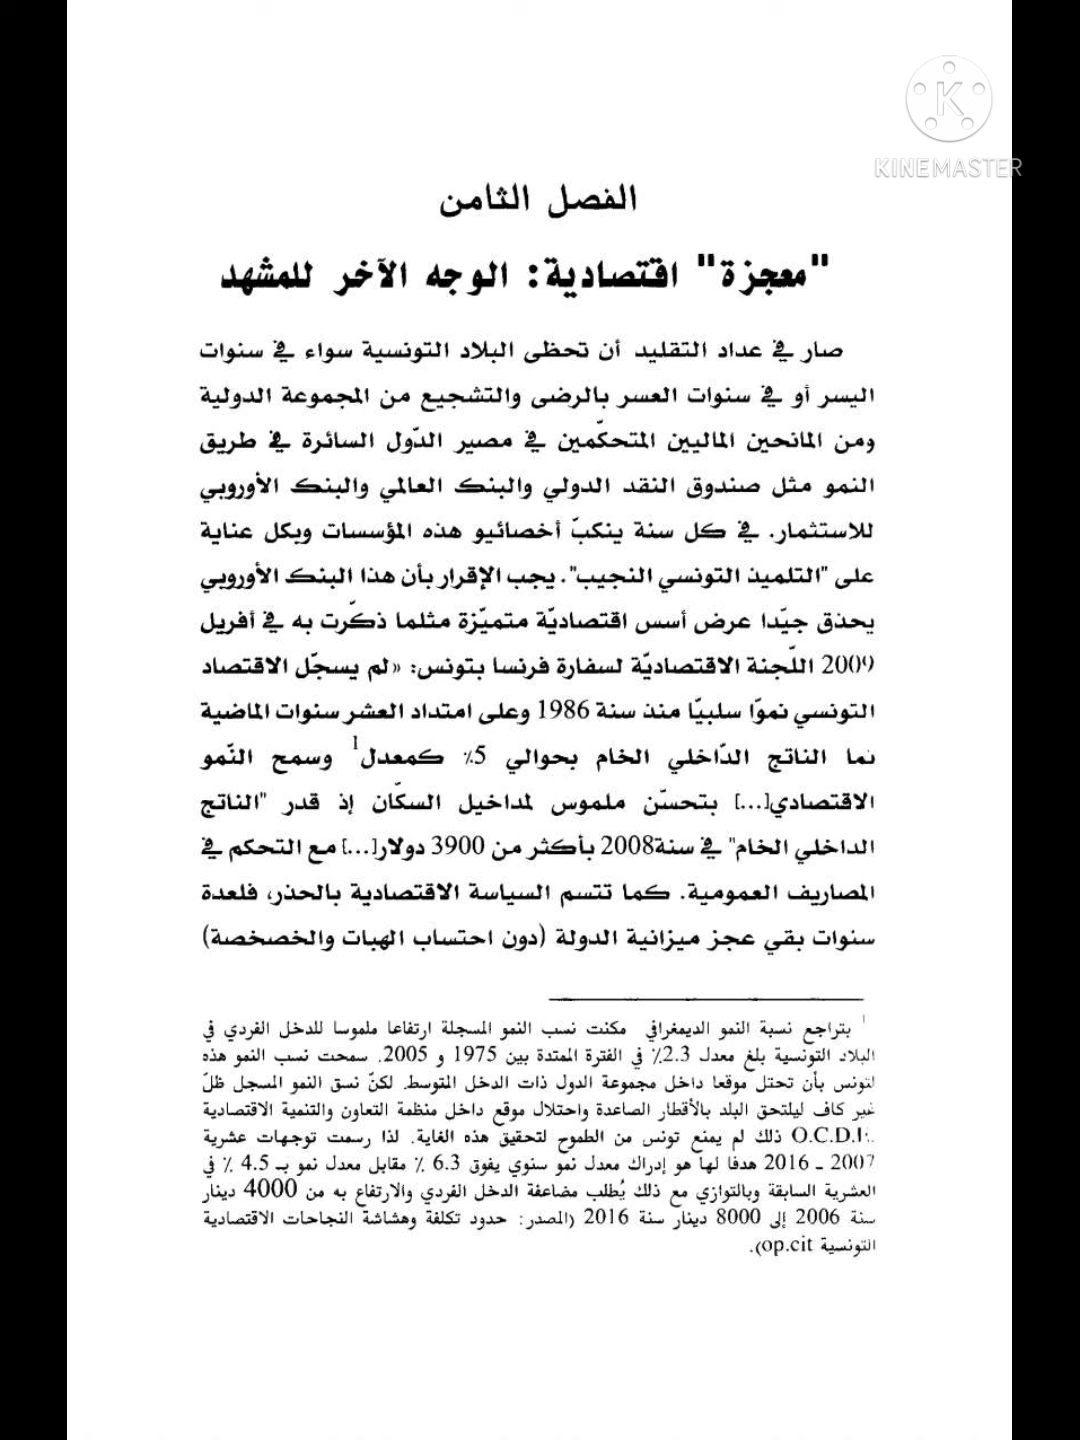 KINEMASTER
الفصل الثامن
"معجزة" اقتصادية: الوجه الآخر للمشهد
صار في عداد التقليد أن تحظى البلاد التونسية سواء في سنوات
اليسر أو في سنوات العسر بالرضى والتشجيع من المجموعة الدولية
ومن المانحين الماليين المتحكّمين في مصير الدّول السائرة في طريق
النمو مثل صندوق النقد الدولي والبنك العالمي والبنك الأوروبي
للاستثمار. في كل سنة ينكبّ أخصائيو هذه المؤسسات وبكل عناية
على "التلميذ التونسي النجيب". يجب الإقرار بأن هذا البنك الأوروبي
يحذق جيّدا عرض أسس اقتصاديّة متميّزة مثلما ذكّرت به في أفريل
2009 اللّجنة الاقتصاديّة لسفارة فرنسا بتونس: «لم يسجّل الاقتصاد
التونسي نموّا سلبيّا منذ سنة 1986 وعلى امتداد العشر سنوات الماضية
نما الناتج الدّاخلي الخام بحوالي 5٪ كمعدل1 وسمح النّمو
الاقتصادي[...] بتحسّن ملموس لمداخيل السكّان إذ قدر "الناتج
الداخلي الخام" في سنة2008 بأكثر من 3900 دولار[...] مع التحكم في
المصاريف العمومية. كما تتسم السياسة الاقتصادية بالحذر، فلعدة
سنوات بقي عجز ميزانية الدولة (دون احتساب الهبات والخصخصة)
1 بتراجع نسبة النمو الديمغرافي مكنت نسب النمو المسجلة ارتفاعا ملموسا للدخل الفردي في
البلاد التونسية بلغ معدل 2.3٪ في الفترة الممتدة بين 1975 و 2005. سمحت نسب النمو هذه
لتونس بأن تحتل موقعا داخل مجموعة الدول ذات الدخل المتوسط. لكنّ نسق النمو المسجل ظلّ
غير كاف ليلتحق البلد بالأقطار الصاعدة واحتلال موقع داخل منظمة التعاون والتنمية الاقتصادية
O.C.D.E. ذلك لم يمنع تونس من الطموح لتحقيق هذه الغاية. لذا رسمت توجهات عشرية
2007 ـ 2016 هدفا لها هو إدراك معدل نمو سنوي يفوق 6.3 ٪ مقابل معدل نمو بـ 4.5 ٪ في
العشرية السابقة وبالتوازي مع ذلك يُطلب مضاعفة الدخل الفردي والارتفاع به من 4000 دينار
سنة 2006 إلى 8000 دينار سنة 2016 (المصدر: حدود تكلفة وهشاشة النجاحات الاقتصادية
التونسية op.cit).